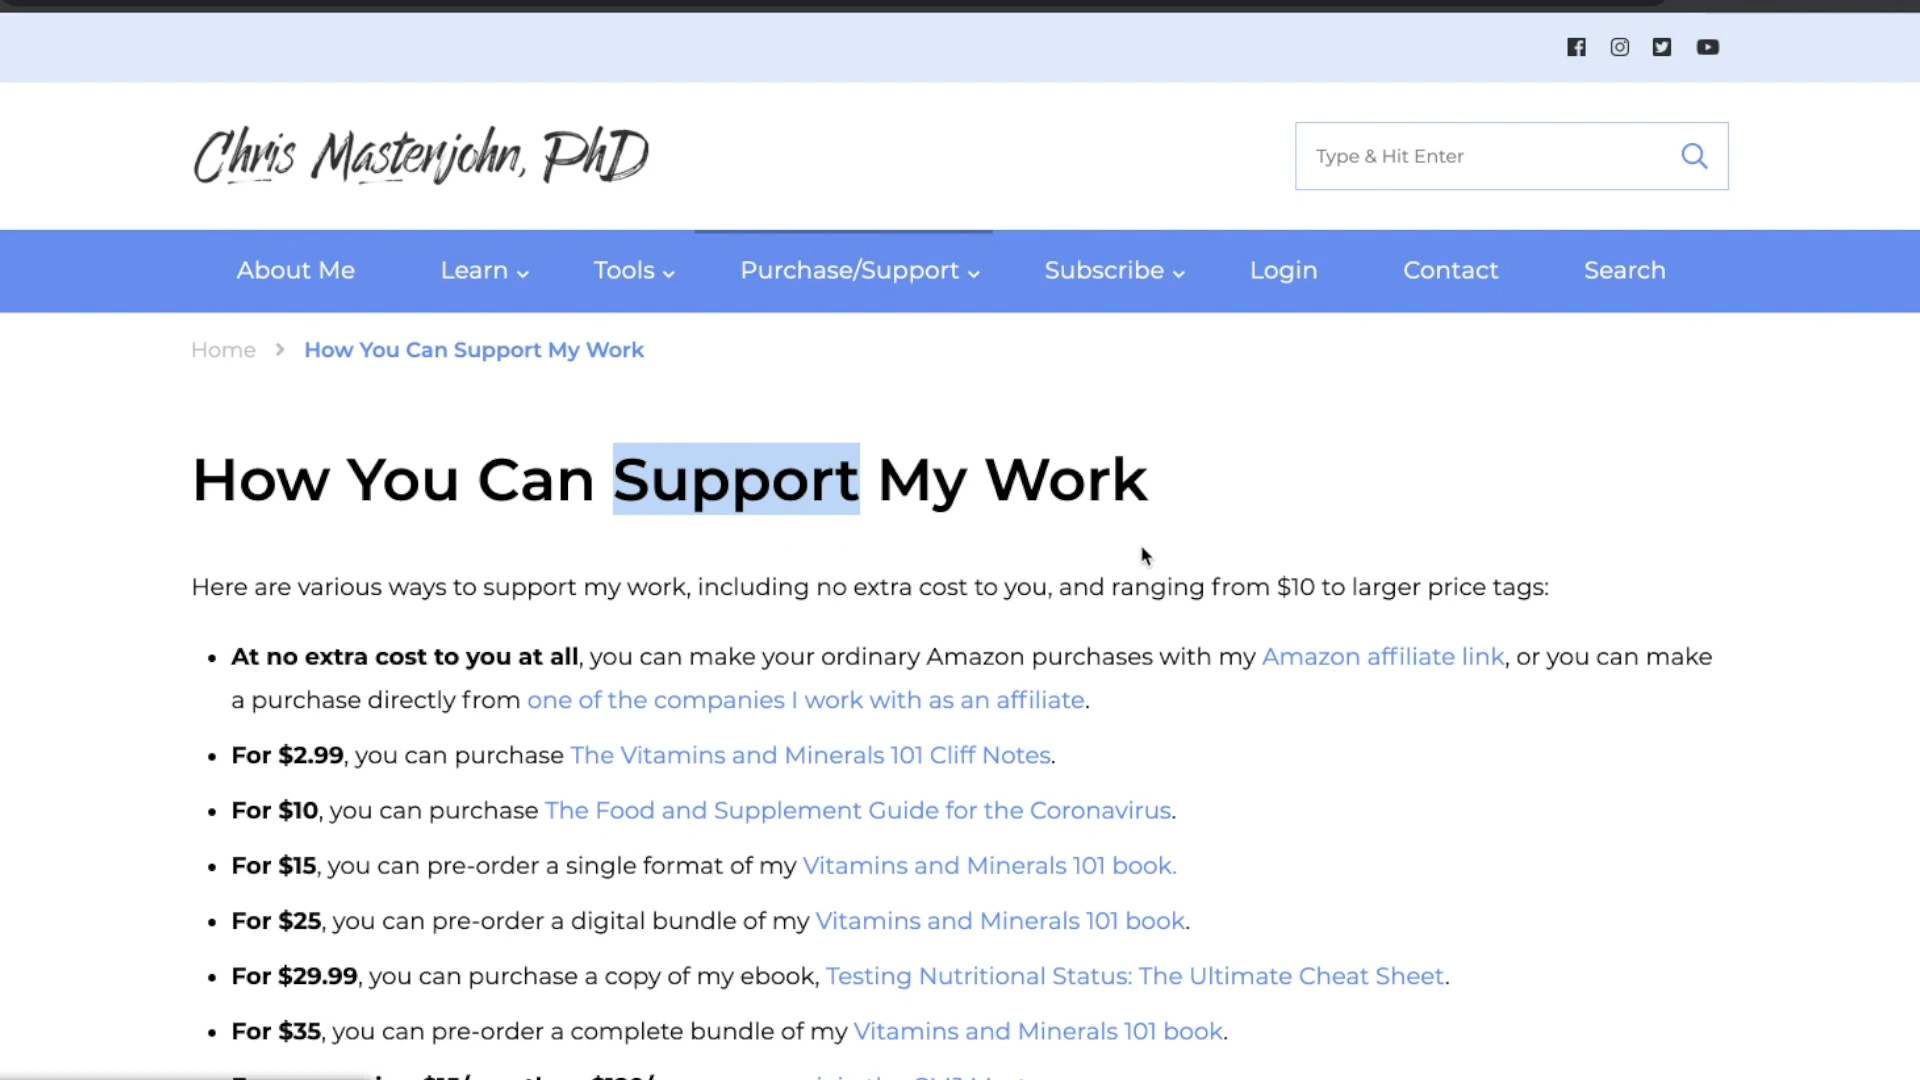 Chris Masterjohn, PhD
Type & Hit Enter
About Me Learn Tools Purchase/Support Subscribe Login Contact Search
Home How You Can Support My Work
How You Can Support My Work
Here are various ways to support my work, including no extra cost to you, and ranging from $10 to larger price tags:
At no extra cost to you at all, you can make your ordinary Amazon purchases with my Amazon affiliate link, or you can make
a purchase directly from one of the companies I work with as an affiliate.
For $2.99, you can purchase The Vitamins and Minerals 101 Cliff Notes.
For $10, you can purchase The Food and Supplement Guide for the Coronavirus.
For $15, you can pre-order a single format of my Vitamins and Minerals 101 book.
For $25, you can pre-order a digital bundle of my Vitamins and Minerals 101 book.
For $29.99, you can purchase a copy of my ebook, Testing Nutritional Status: The Ultimate Cheat Sheet.
For $35, you can pre-order a complete bundle of my Vitamins and Minerals 101 book.